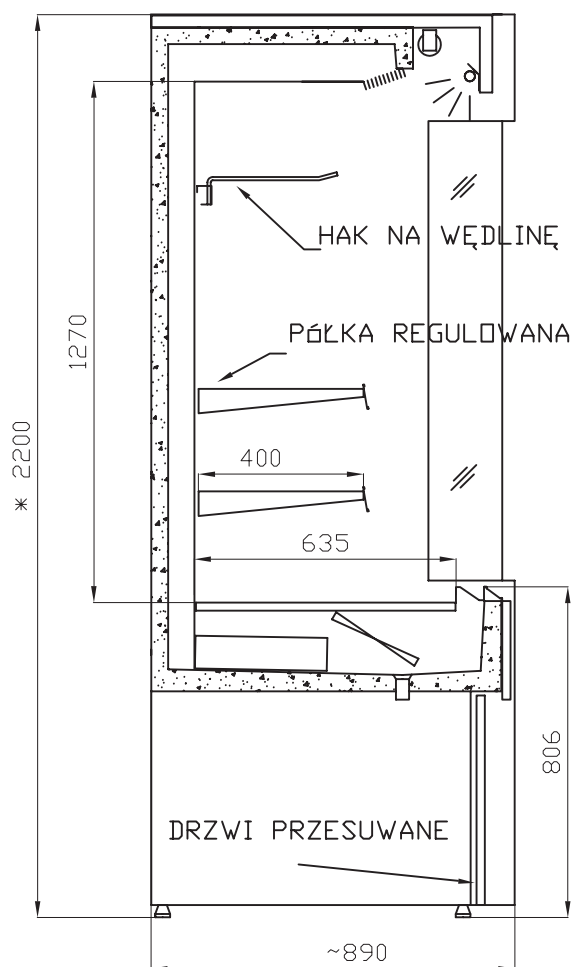 HAK NA WĘDLINĘ
PÓŁKA REGULOWANA
1270
* 2200
400
635
806
DRZWI PRZESUWANE
~890